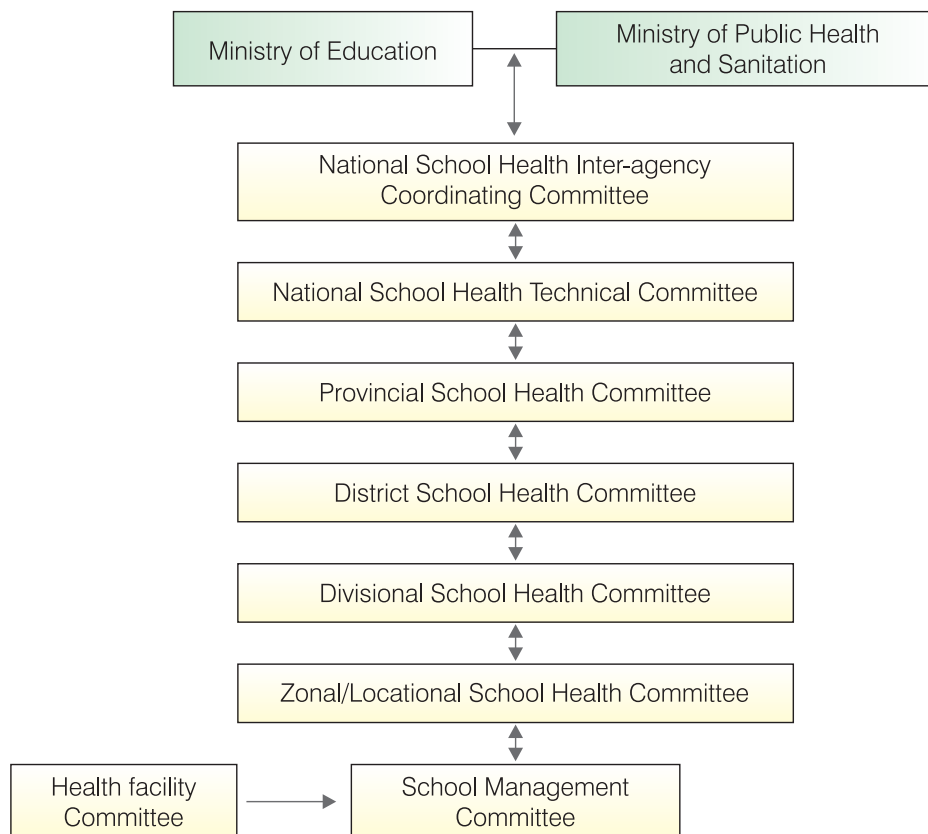 Ministry of Education
Ministry of Public Health
and Sanitation
National School Health Inter-agency
Coordinating Committee
National School Health Technical Committee
Provincial School Health Committee
District School Health Committee
Divisional School Health Committee
Zonal/Locational School Health Committee
Health facility
Committee
School Management
Committee